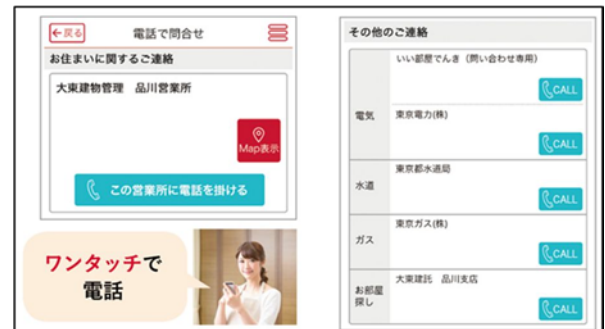 戻る
電話で問合せ
お住まいに関するご連絡
大東建物管理 品川営業所
Map表示
この営業所に電話を掛ける
ワンタッチで
電話
その他のご連絡
電気
いい部屋でんき（問い合わせ専用）
CALL
東京電力(株)
CALL
水道
東京都水道局
CALL
ガス
東京ガス(株)
CALL
お部屋
探し
大東建託 品川支店
CALL